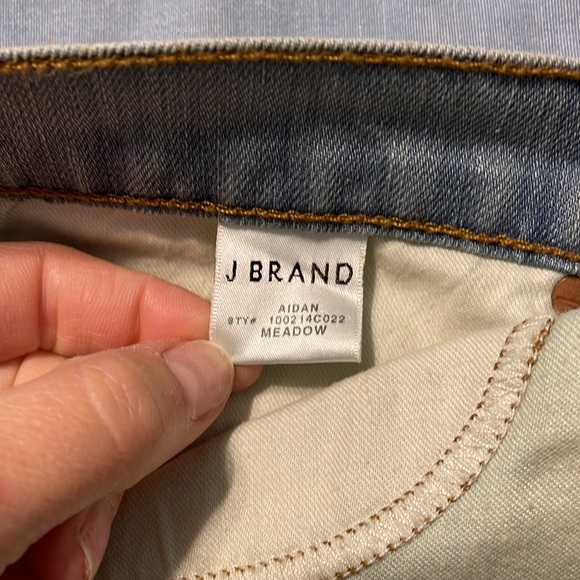 J BRAND
AIDAN
STY# 100214C022
MEADOW